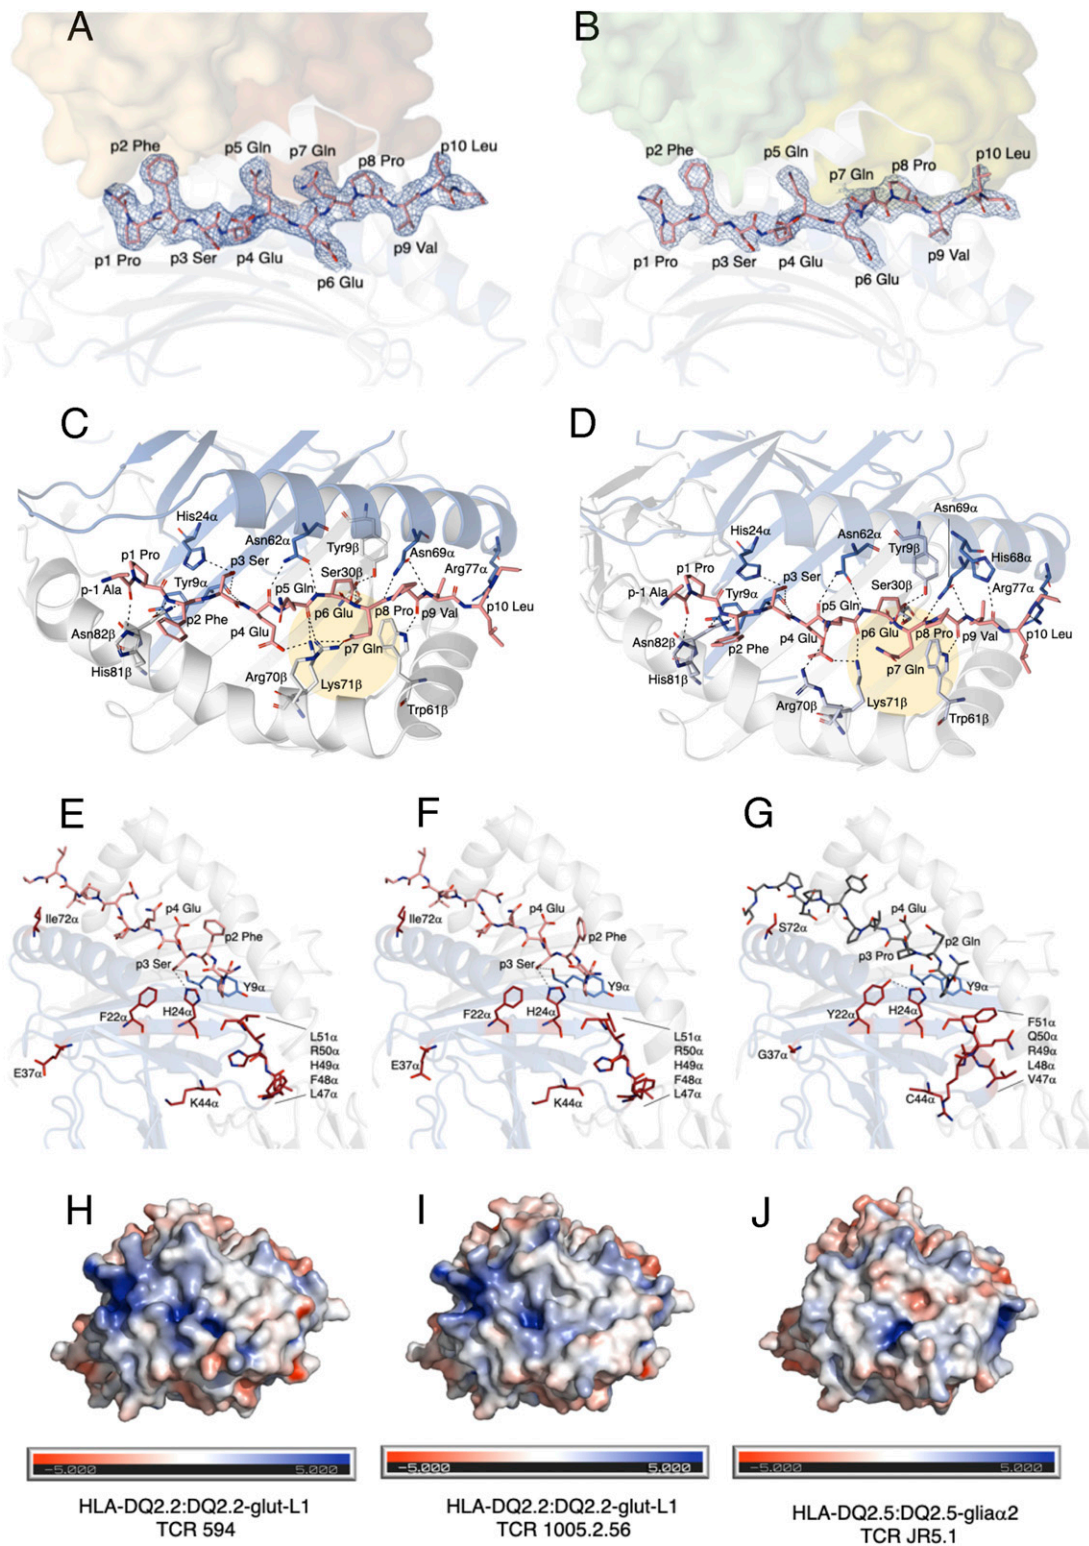 A
B
p2 Phe
p5 Gln
p7 Gln
p8 Pro
p10 Leu
p1 Pro
p3 Ser
p4 Glu
p6 Glu
p9 Val
p2 Phe
p5 Gln
p7 Gln
p8 Pro
p10 Leu
p1 Pro
p3 Ser
p4 Glu
p6 Glu
p9 Val
C
D
His24α
Asn62α
Tyr9β
Asn69α
p1 Pro
p3 Ser
Ser30β
Arg77α
p-1 Ala
Tyr9α
p5 Gln
p2 Phe
p6 Glu
p8 Pro
p9 Val
p10 Leu
Asn82β
p4 Glu
p7 Gln
His81β
Arg70β
Lys71β
Trp61β
Asn69α
His24α
Asn62α
Tyr9β
His68α
p1 Pro
p3 Ser
Ser30β
Arg77α
p-1 Ala
Tyr9α
p5 Gln
Asn82β
p2 Phe
p4 Glu
p6 Glu
p8 Pro
p9 Val
p10 Leu
His81β
p7 Gln
Arg70β
Lys71β
Trp61β
E
F
G
Ile72α
p4 Glu
p2 Phe
p3 Ser
Y9α
F22α
H24α
E37α
K44α
L51α
R50α
H49α
F48α
L47α
Ile72α
p4 Glu
p2 Phe
p3 Ser
Y9α
F22α
H24α
E37α
K44α
L51α
R50α
H49α
F48α
L47α
S72α
p4 Glu
p2 Gln
p3 Pro
Y9α
Y22α
H24α
G37α
C44α
F51α
Q50α
R49α
L48α
V47α
H
I
J
-5.000 5.000
-5.000 5.000
-5.000 5.000
HLA-DQ2.2:DQ2.2-glut-L1
TCR 594
HLA-DQ2.2:DQ2.2-glut-L1
TCR 1005.2.56
HLA-DQ2.5:DQ2.5-gliaα2
TCR JR5.1